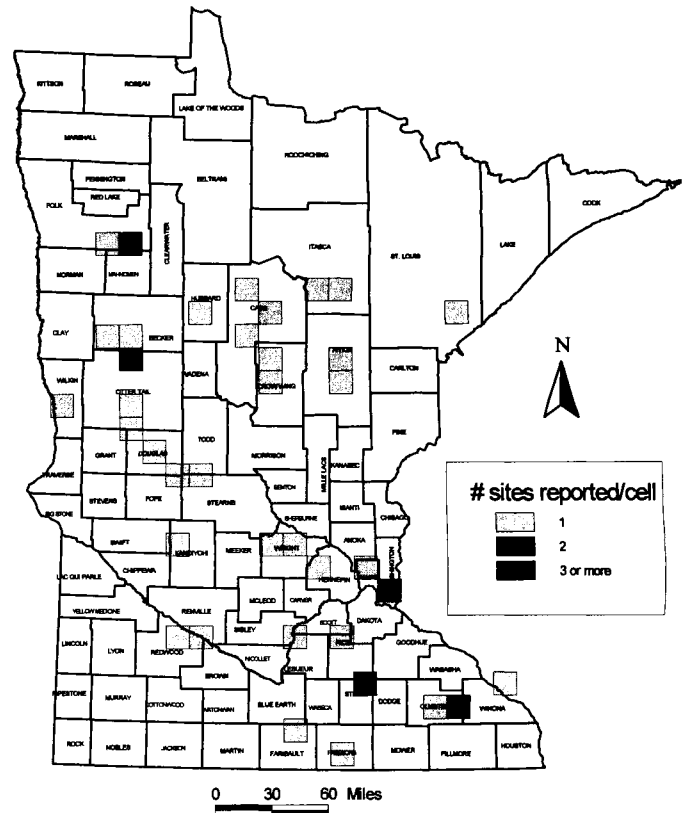 KITTSON
ROSEAU
LAKE OF THE WOODS
MARSHALL
KOOCHICHING
PENNINGTON
RED LAKE
BELTRAMI
POLK
COOK
CLEARWATER
ITASCA
LAKE
ST. LOUIS
NORMAN
MAHNOMEN
HUBBARD
CASS
CLAY
BECKER
N
AITKIN
CARLTON
WADENA
CROW WING
WILKIN
OTTER TAIL
PINE
TODD
GRANT
DOUGLAS
MORRISON
MILLE LACS
KANABEC
TRAVERSE
# sites reported/cell
1
2
3 or more
BENTON
STEVENS
POPE
STEARNS
ISANTI
CHISAGO
BIG STONE
SHERBURNE
SWIFT
KANDIYOHI
MEEKER
WRIGHT
ANOKA
WASHINGTON
CHIPPEWA
LAC QUI PARLE
HENNEPIN
MCLEOD
CARVER
YELLOW MEDICINE
RENVILLE
SCOTT
DAKOTA
SIBLEY
LINCOLN
LYON
REDWOOD
NICOLLET
LESUEUR
RICE
GOODHUE
WABASHA
BROWN
PIPESTONE
MURRAY
COTTONWOOD
WATONWAN
BLUE EARTH
WASECA
DODGE
WINONA
ROCK
NOBLES
JACKSON
MARTIN
FARIBAULT
FREEBORN
MOWER
FILLMORE
HOUSTON
0 30 60 Miles